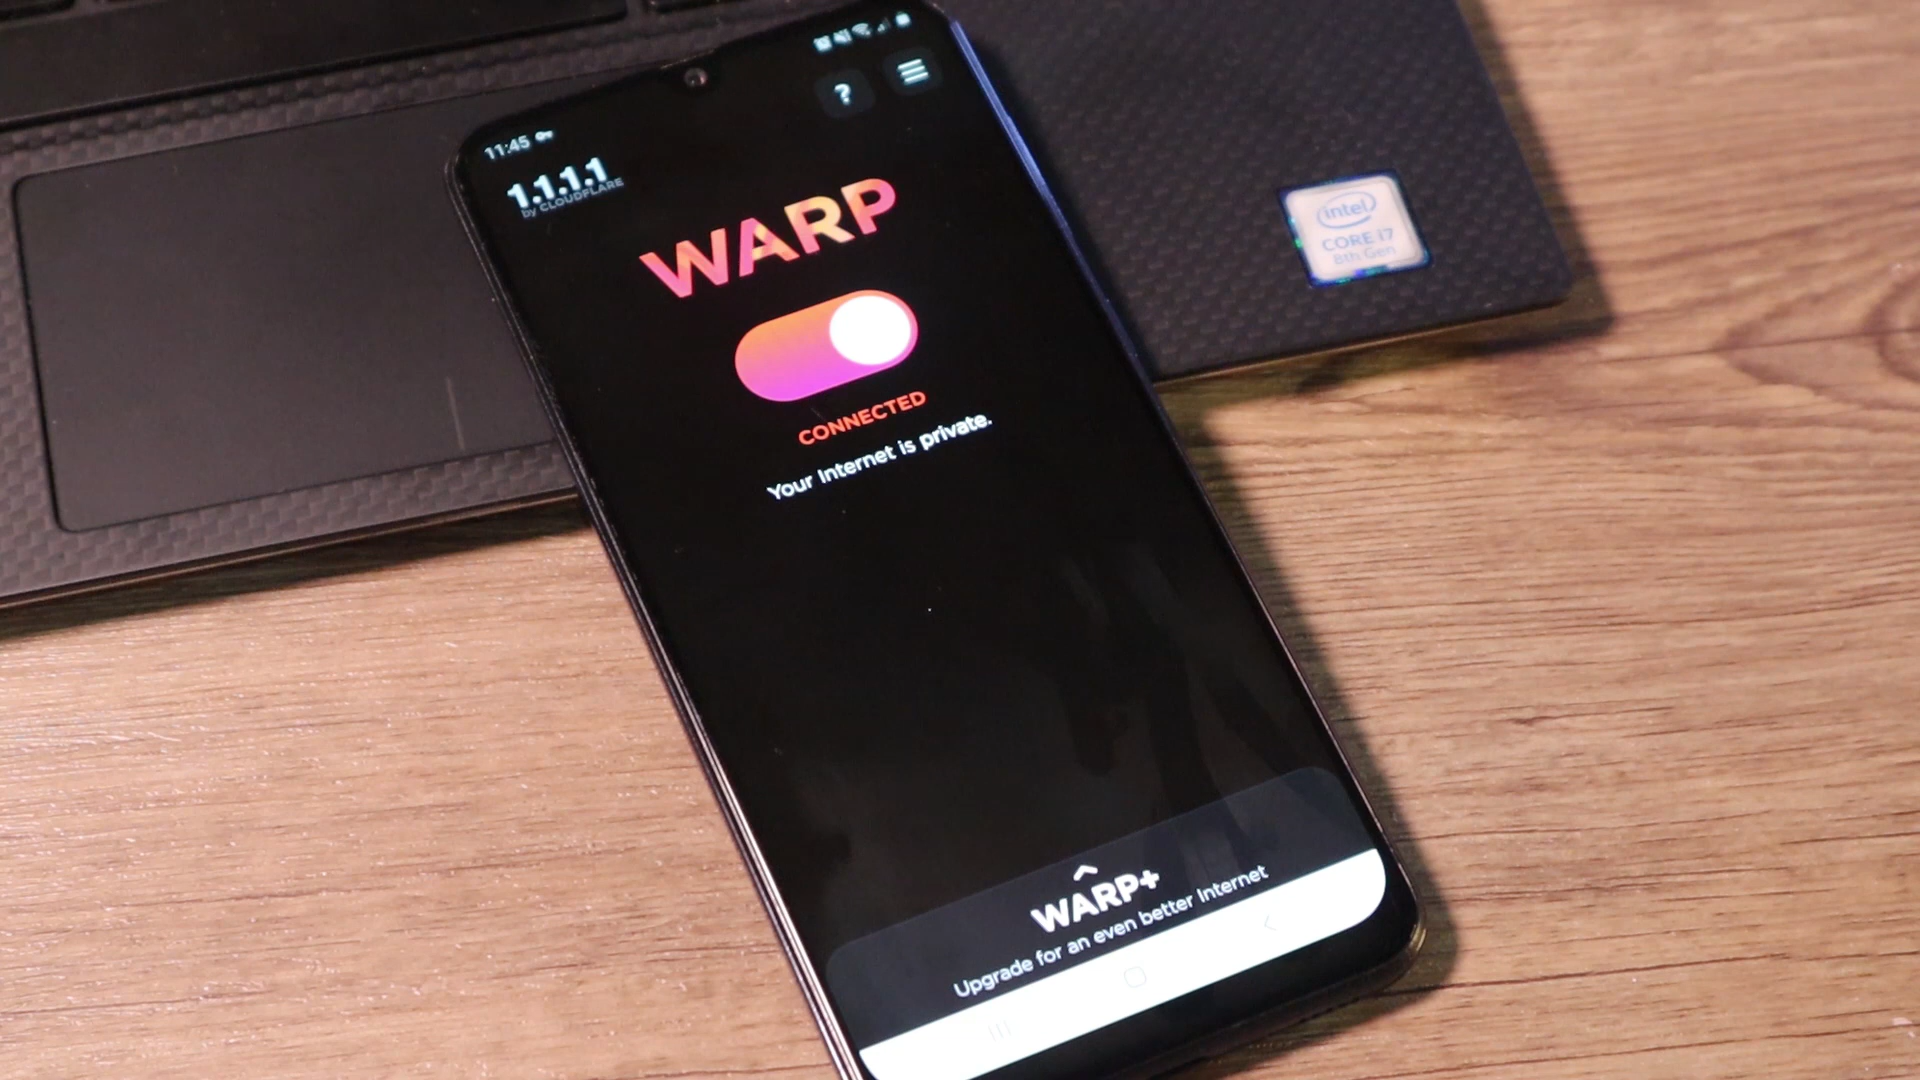 11:45
?
1.1.1.1
by CLOUDFLARE
WARP
CONNECTED
Your Internet is private.
WARP+
Upgrade for an even better Internet
intel
CORE i7
8th Gen